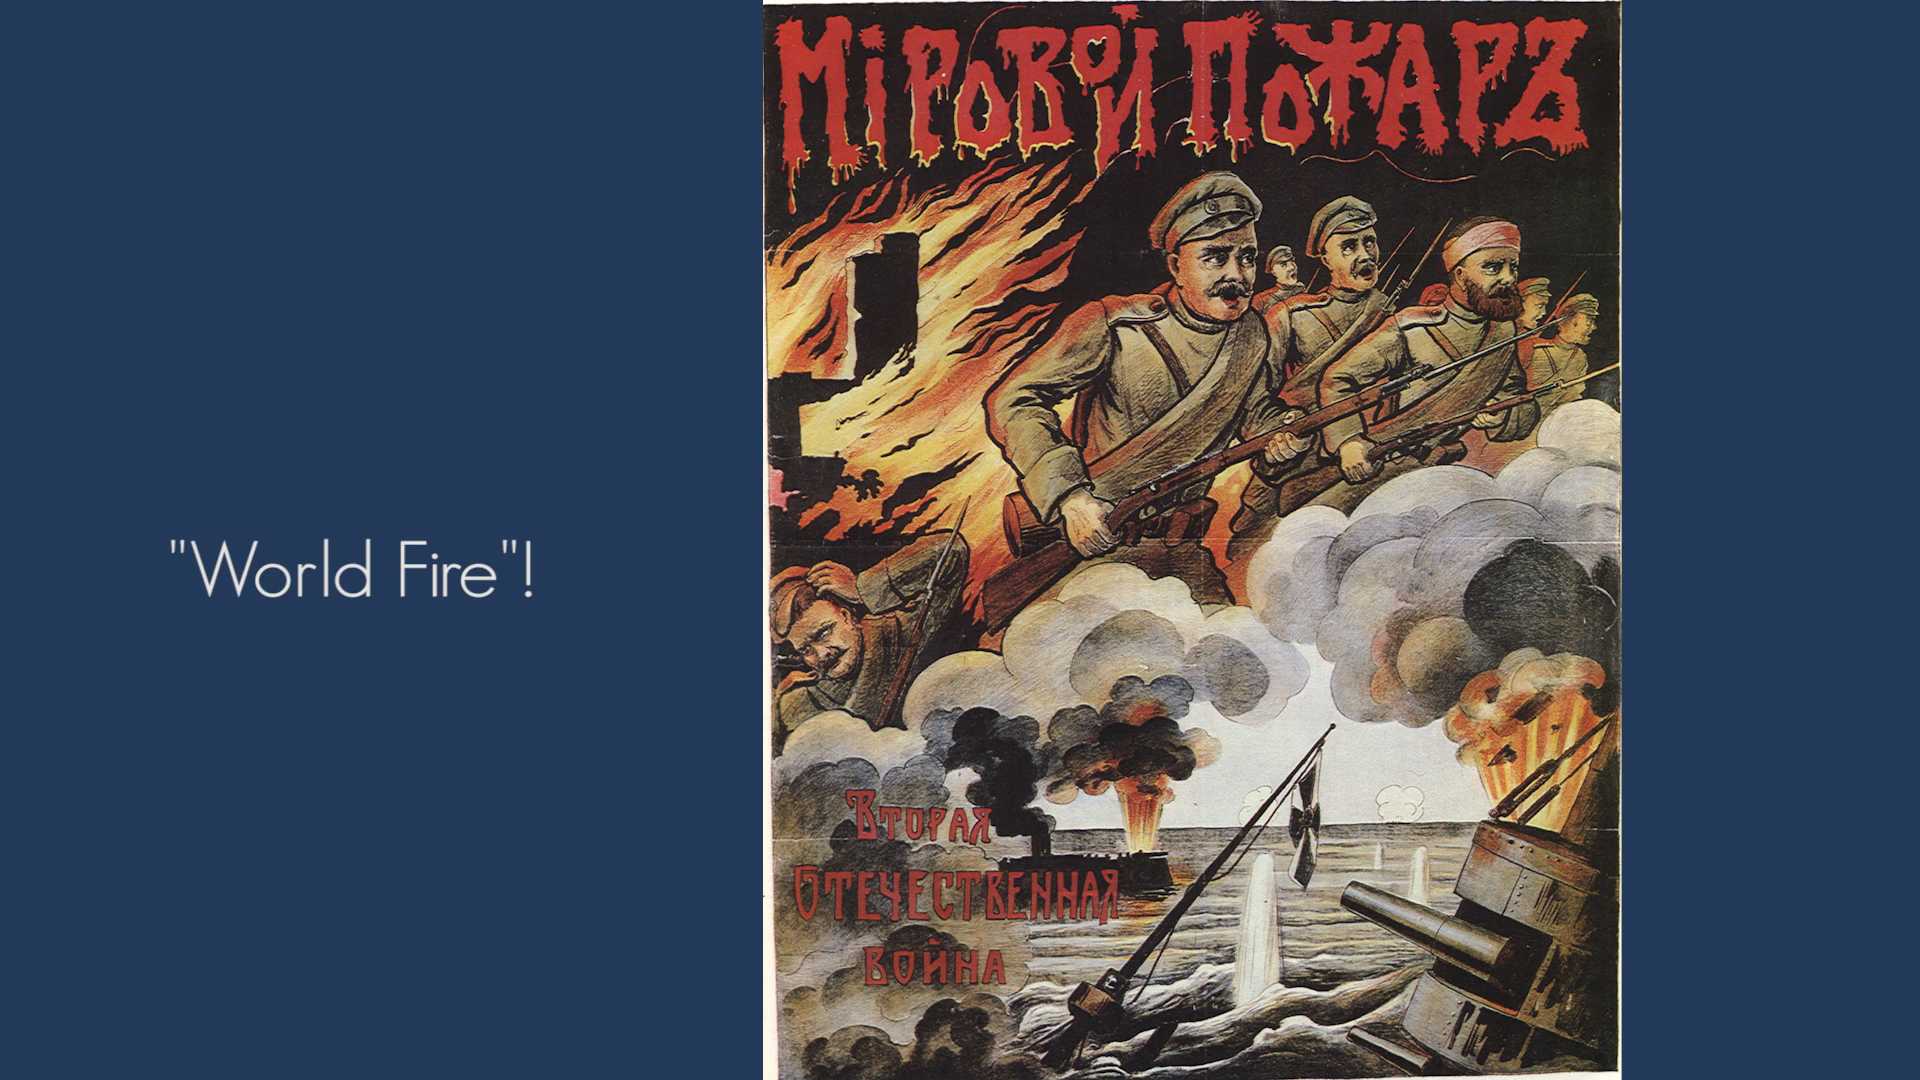 "World Fire"!
Міровой Пожаръ
Вторая
Отечественная
война